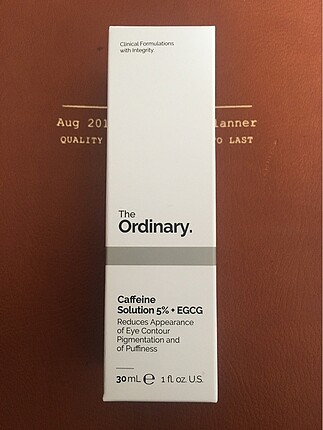 Clinical Formulations
with Integrity.
Aug 201
lanner
QUALITY
TO LAST
The
Ordinary.
Caffeine
Solution 5% + EGCG
Reduces Appearance
of Eye Contour
Pigmentation and
of Puffiness
30 mL ℮ 1 fl. oz. U.S.